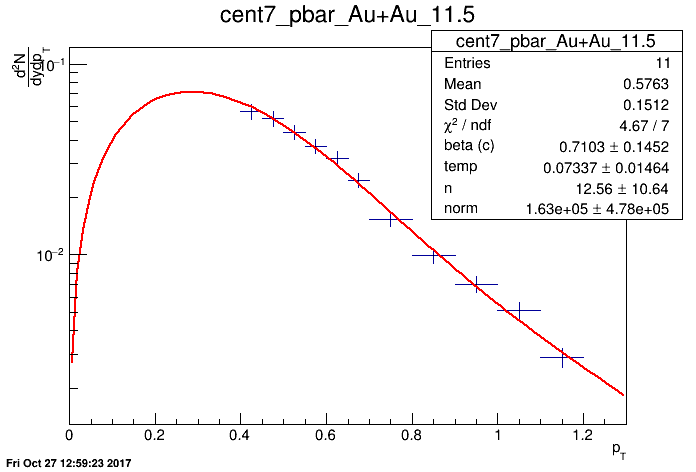 cent7_pbar_Au+Au_11.5
cent7_pbar_Au+Au_11.5
Entries 11
Mean 0.5763
Std Dev 0.1512
χ² / ndf 4.67 / 7
beta (c) 0.7103 ± 0.1452
temp 0.07337 ± 0.01464
n 12.56 ± 10.64
norm 1.63e+05 ± 4.78e+05
d²N
dydp_T
10⁻¹
10⁻²
0 0.2 0.4 0.6 0.8 1 1.2
p_T
Fri Oct 27 12:59:23 2017